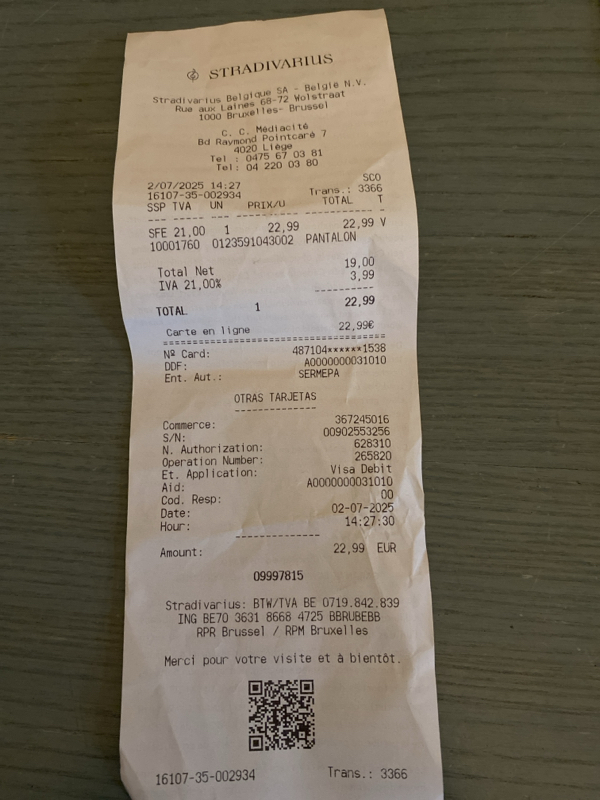 STRADIVARIUS
Stradivarius Belgique SA - België N.V.
Rue aux Laines 68-72 Wolstraat
1000 Bruxelles- Brussel
C. C. Médiacité
Bd Raymond Pointcaré 7
4020 Liège
Tel : 0475 67 03 81
Tel: 04 220 03 80
SCO
2/07/2025 14:27
16107-35-002934 Trans.: 3366
SSP TVA UN PRIX/U TOTAL T
--- ----- --- ------- -------- -
SFE 21,00 1 22,99 22,99 V
10001760 0123591043002 PANTALON
Total Net 19,00
IVA 21,00% 3,99
----------
TOTAL 1 22,99
Carte en ligne 22,99€
========================================
Nº Card: 487104******1538
DDF: A0000000031010
Ent. Aut.: SERMEPA
OTRAS TARJETAS
--------------
Commerce: 367245016
S/N: 00902553256
N. Authorization: 628310
Operation Number: 265820
Et. Application: Visa Debit
Aid: A0000000031010
Cod. Resp: 00
Date: 02-07-2025
Hour: 14:27:30
--------------
Amount: 22,99 EUR
09997815
Stradivarius: BTW/TVA BE 0719.842.839
ING BE70 3631 8668 4725 BBRUBEBB
RPR Brussel / RPM Bruxelles
Merci pour votre visite et à bientôt.
16107-35-002934 Trans.: 3366